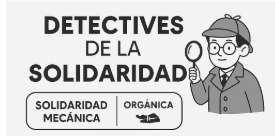 DETECTIVES
DE LA
SOLIDARIDAD
SOLIDARIDAD
MECÁNICA
ORGÁNICA